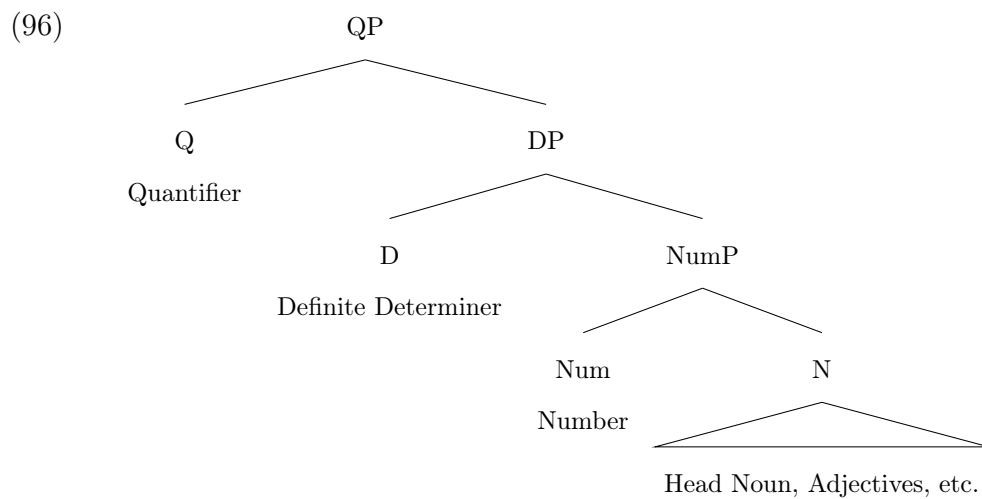 (96) QP
Q DP
Quantifier
D NumP
Definite Determiner
Num N
Number
Head Noun, Adjectives, etc.